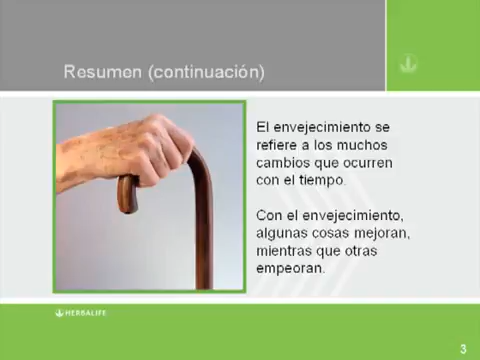 Resumen (continuación)
El envejecimiento se
refiere a los muchos
cambios que ocurren
con el tiempo.
Con el envejecimiento,
algunas cosas mejoran,
mientras que otras
empeoran.
HERBALIFE
3